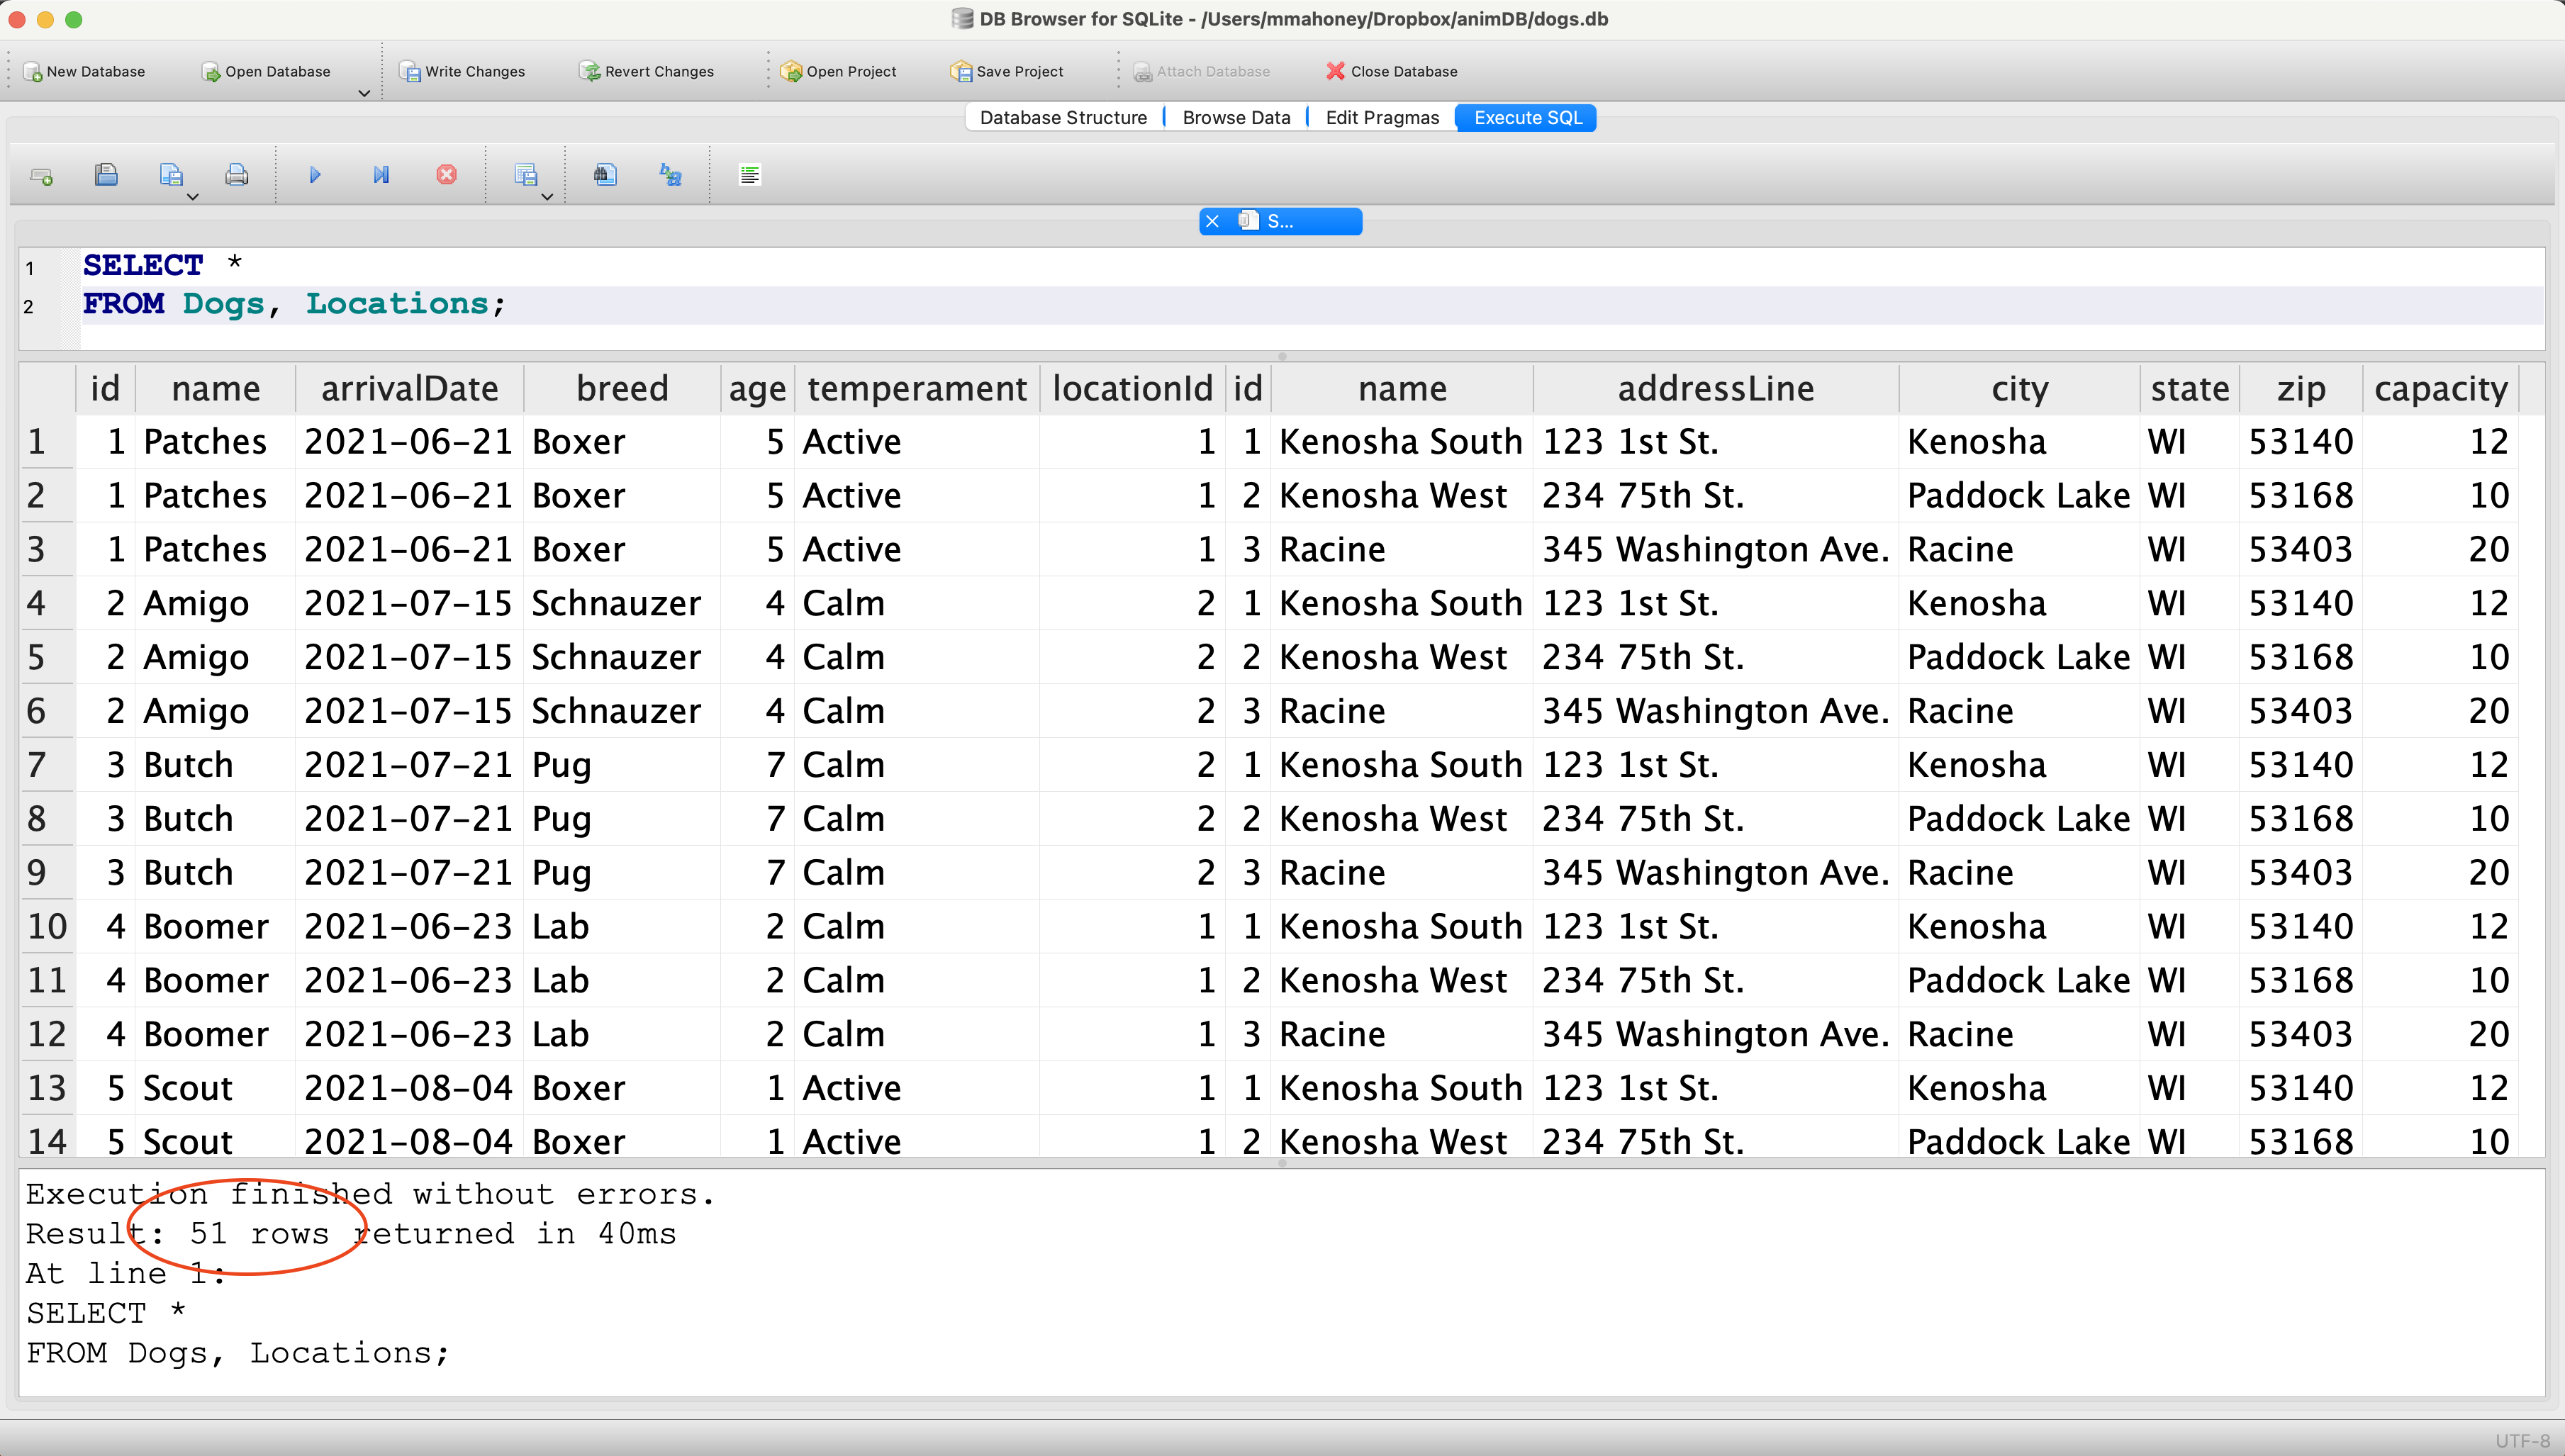 DB Browser for SQLite - /Users/mmahoney/Dropbox/animDB/dogs.db
New Database Open Database Write Changes Revert Changes Open Project Save Project Attach Database Close Database
Database Structure Browse Data Edit Pragmas Execute SQL
S...
1 SELECT *
2 FROM Dogs, Locations;
id name arrivalDate breed age temperament locationId id name addressLine city state zip capacity
1 1 Patches 2021-06-21 Boxer 5 Active 1 1 Kenosha South 123 1st St. Kenosha WI 53140 12
2 1 Patches 2021-06-21 Boxer 5 Active 1 2 Kenosha West 234 75th St. Paddock Lake WI 53168 10
3 1 Patches 2021-06-21 Boxer 5 Active 1 3 Racine 345 Washington Ave. Racine WI 53403 20
4 2 Amigo 2021-07-15 Schnauzer 4 Calm 2 1 Kenosha South 123 1st St. Kenosha WI 53140 12
5 2 Amigo 2021-07-15 Schnauzer 4 Calm 2 2 Kenosha West 234 75th St. Paddock Lake WI 53168 10
6 2 Amigo 2021-07-15 Schnauzer 4 Calm 2 3 Racine 345 Washington Ave. Racine WI 53403 20
7 3 Butch 2021-07-21 Pug 7 Calm 2 1 Kenosha South 123 1st St. Kenosha WI 53140 12
8 3 Butch 2021-07-21 Pug 7 Calm 2 2 Kenosha West 234 75th St. Paddock Lake WI 53168 10
9 3 Butch 2021-07-21 Pug 7 Calm 2 3 Racine 345 Washington Ave. Racine WI 53403 20
10 4 Boomer 2021-06-23 Lab 2 Calm 1 1 Kenosha South 123 1st St. Kenosha WI 53140 12
11 4 Boomer 2021-06-23 Lab 2 Calm 1 2 Kenosha West 234 75th St. Paddock Lake WI 53168 10
12 4 Boomer 2021-06-23 Lab 2 Calm 1 3 Racine 345 Washington Ave. Racine WI 53403 20
13 5 Scout 2021-08-04 Boxer 1 Active 1 1 Kenosha South 123 1st St. Kenosha WI 53140 12
14 5 Scout 2021-08-04 Boxer 1 Active 1 2 Kenosha West 234 75th St. Paddock Lake WI 53168 10
Execution finished without errors.
Result: 51 rows returned in 40ms
At line 1:
SELECT *
FROM Dogs, Locations;
UTF-8